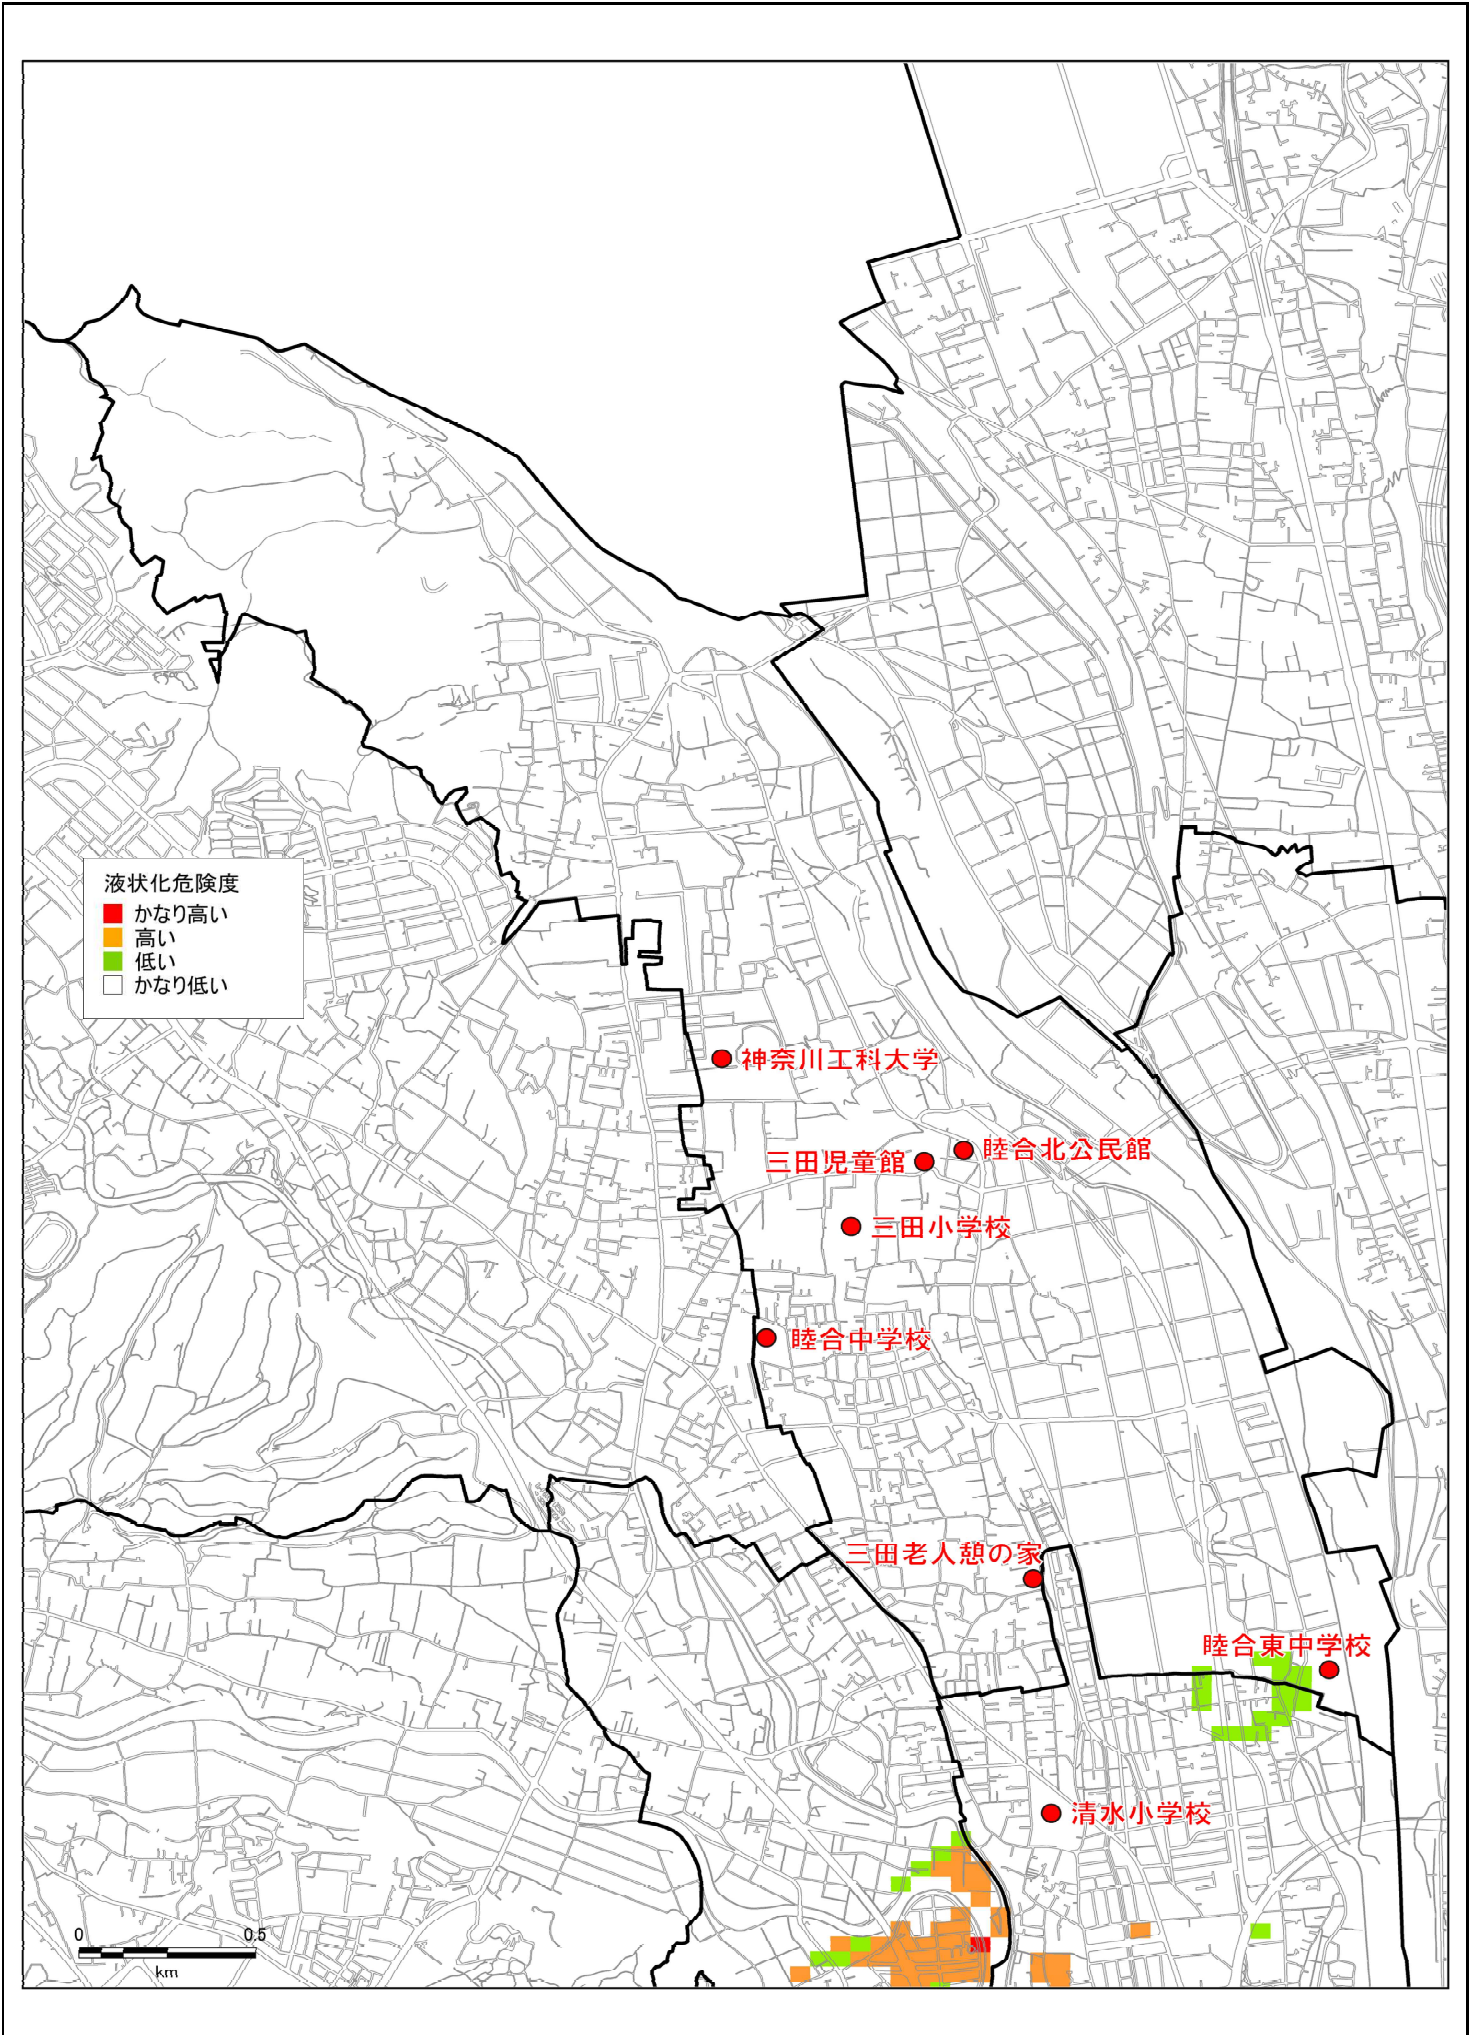 液状化危険度
かなり高い
高い
低い
かなり低い
神奈川工科大学
睦合北公民館
三田児童館
三田小学校
睦合中学校
三田老人憩の家
睦合東中学校
清水小学校
0 0.5
km